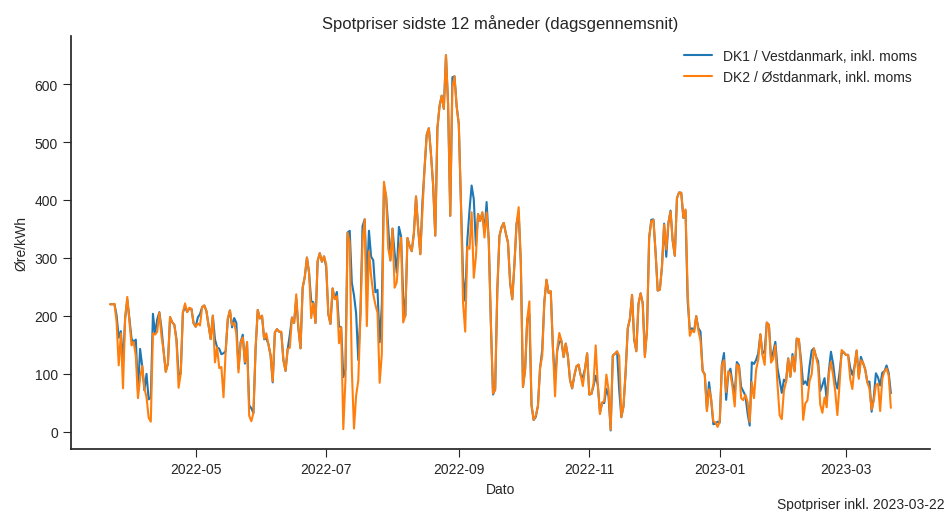 Spotpriser sidste 12 måneder (dagsgennemsnit)
DK1 / Vestdanmark, inkl. moms
DK2 / Østdanmark, inkl. moms
Øre/kWh
600
500
400
300
200
100
0
2022-05
2022-07
2022-09
2022-11
2023-01
2023-03
Dato
Spotpriser inkl. 2023-03-22